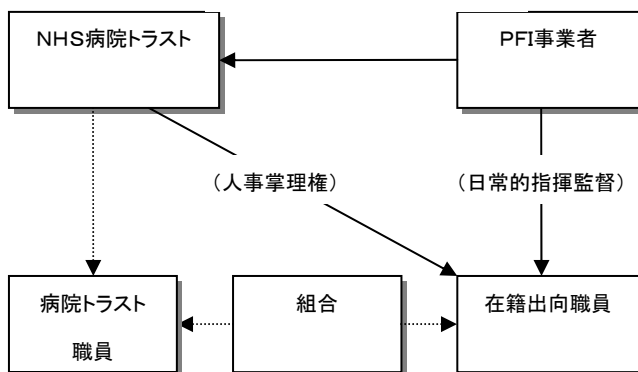 NHS病院トラスト
PFI事業者
（人事掌理権）
（日常的指揮監督）
病院トラスト
職員
組合
在籍出向職員